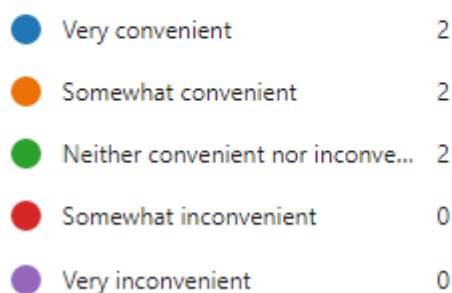 Very convenient 2
Somewhat convenient 2
Neither convenient nor inconve... 2
Somewhat inconvenient 0
Very inconvenient 0